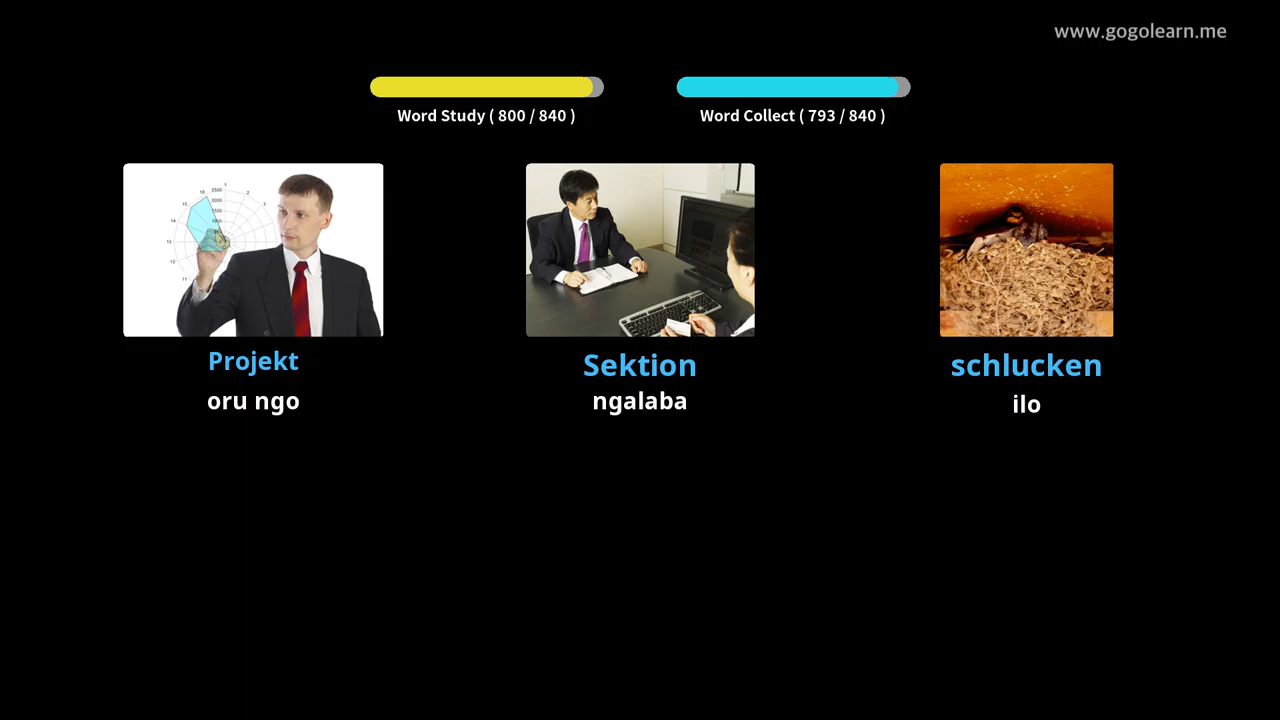 www.gogolearn.me
Word Study ( 800 / 840 )
Word Collect ( 793 / 840 )
Projekt
oru ngo
Sektion
ngalaba
schlucken
ilo